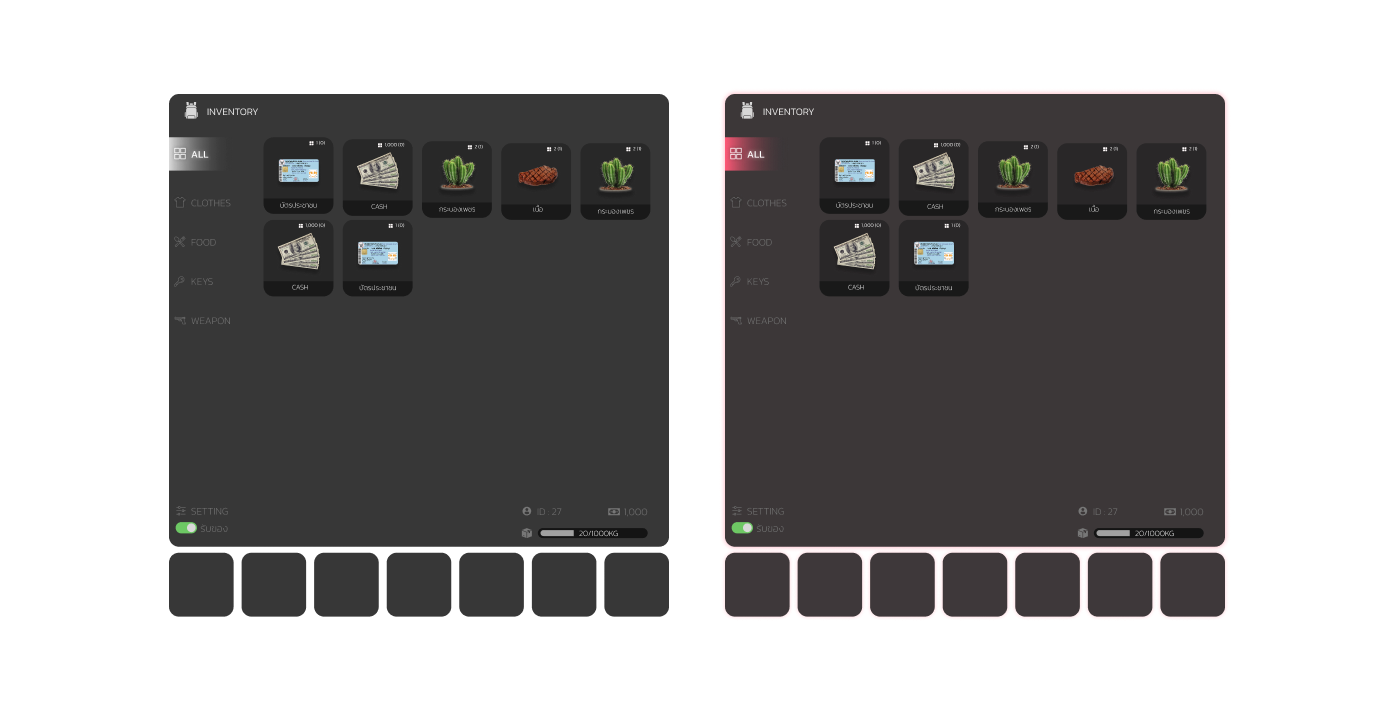 INVENTORY
ALL
CLOTHES
FOOD
KEYS
WEAPON
1 (0)
บัตรประชาชน
1,000 (0)
CASH
2 (1)
กระบองเพชร
2 (1)
เนื้อ
2 (1)
กระบองเพชร
1,000 (0)
CASH
1 (0)
บัตรประชาชน
SETTING
รับของ
ID : 27
1,000
20/1000KG
INVENTORY
ALL
CLOTHES
FOOD
KEYS
WEAPON
1 (0)
บัตรประชาชน
1,000 (0)
CASH
2 (1)
กระบองเพชร
2 (1)
เนื้อ
2 (1)
กระบองเพชร
1,000 (0)
CASH
1 (0)
บัตรประชาชน
SETTING
รับของ
ID : 27
1,000
20/1000KG